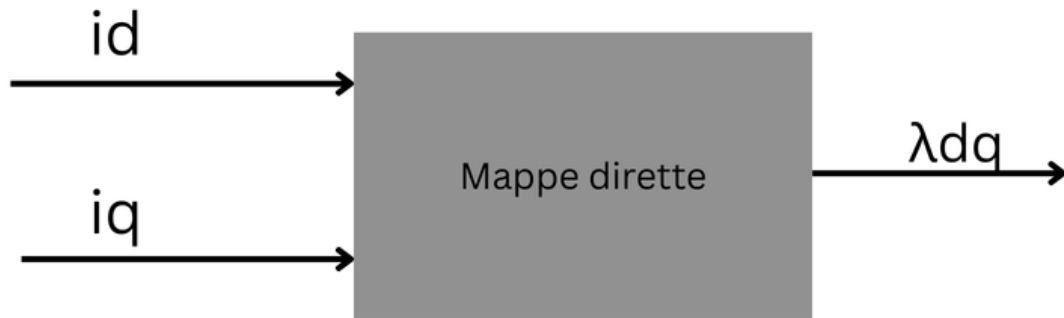 id
iq
Mappe dirette
λdq